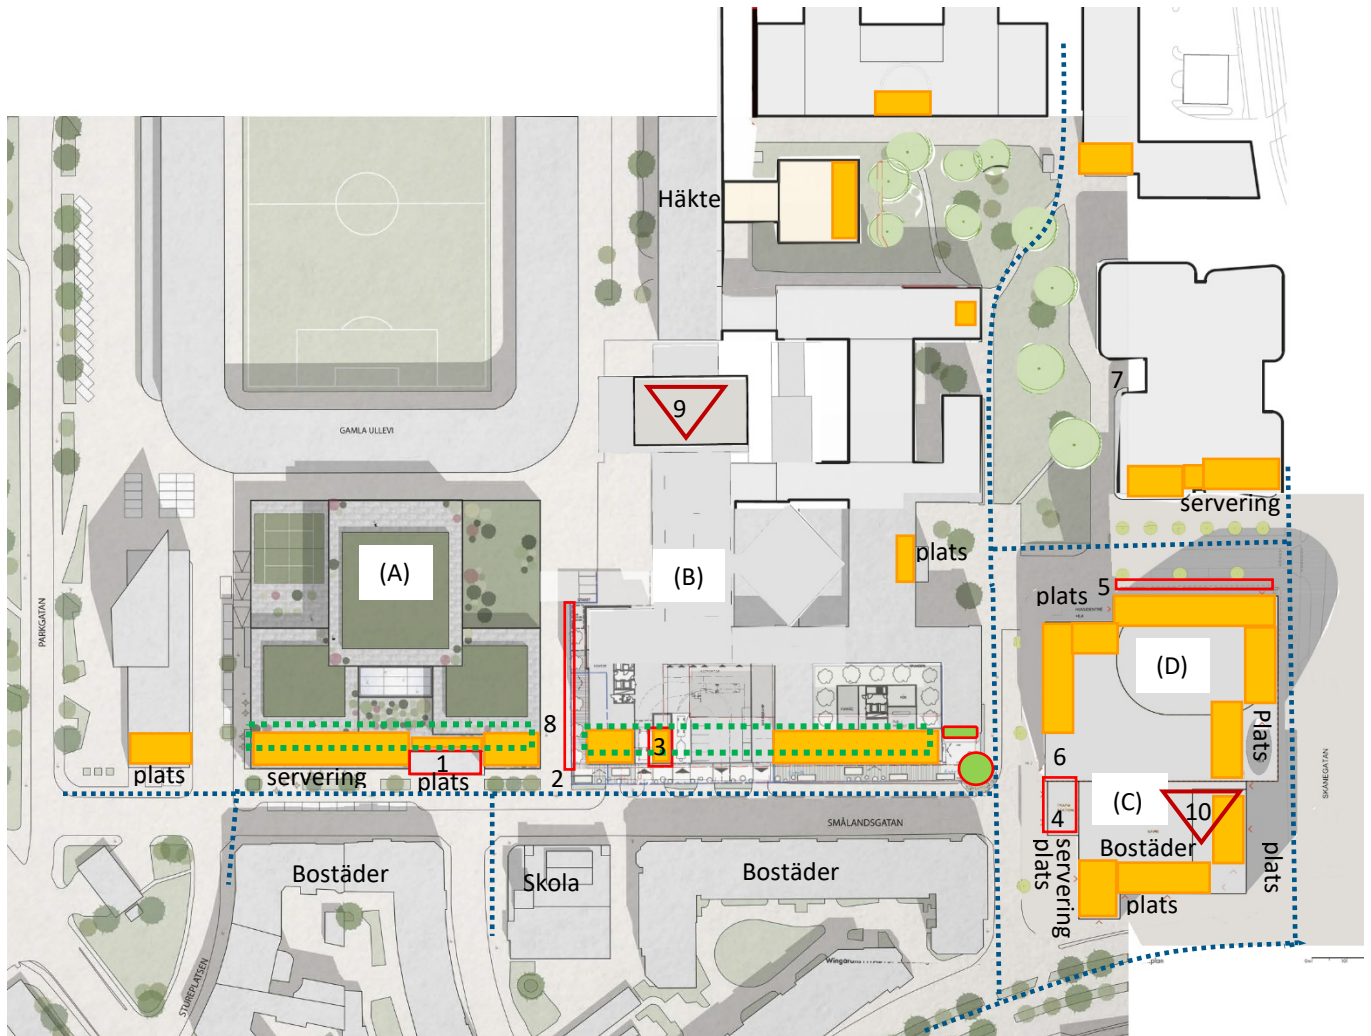 Häkte
GAMLA ULLEVI
9
7
servering
(A)
(B)
plats
PARKGATAN
plats
5
(D)
8
3
6
Plats
plats
servering
1
plats
2
(C)
10
4
SMÅLANDSGATAN
SKÅNEGATAN
Bostäder
Bostäder
Skola
Bostäder
plats
servering
plats
plats
STUREPLATSEN